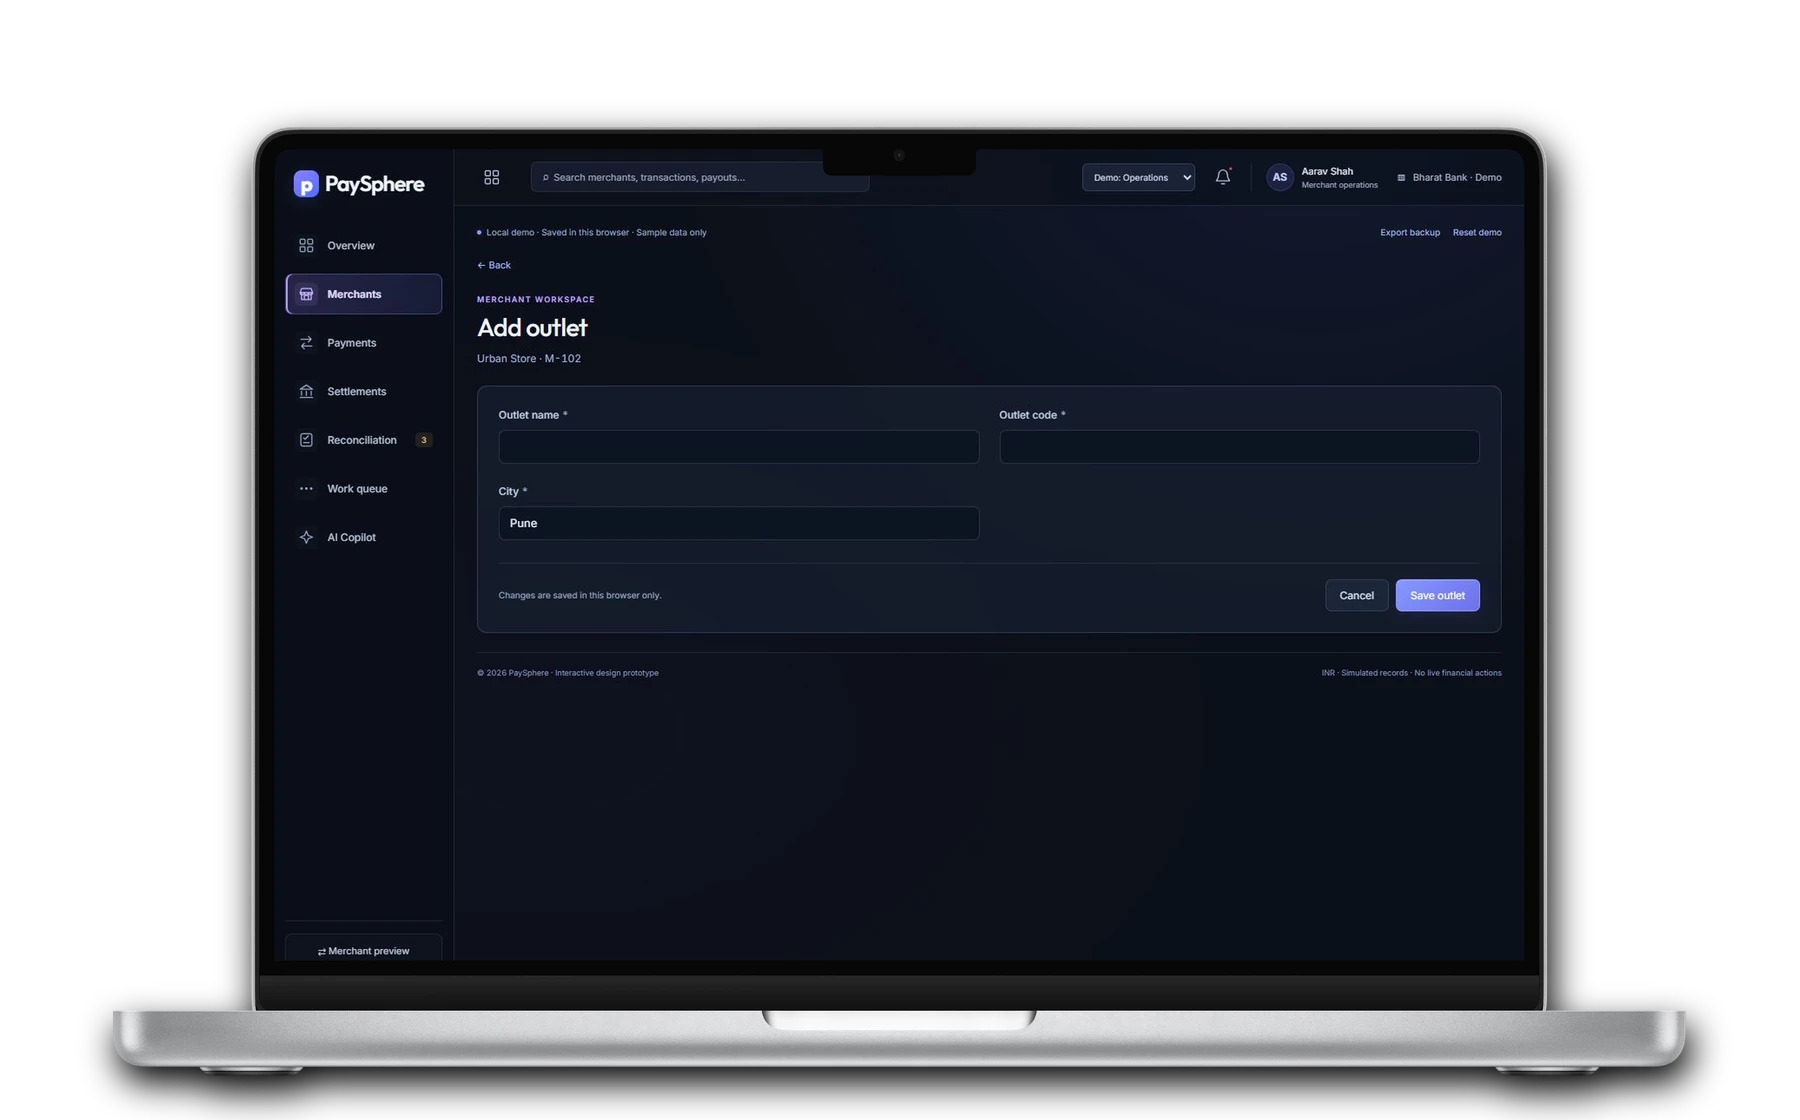 PaySphere
Overview
Merchants
Payments
Settlements
Reconciliation 3
Work queue
AI Copilot
⇄ Merchant preview
Search merchants, transactions, payouts...
Demo: Operations
AS
Aarav Shah
Merchant operations
Bharat Bank · Demo
Local demo · Saved in this browser · Sample data only
Export backup
Reset demo
← Back
MERCHANT WORKSPACE
Add outlet
Urban Store · M-102
Outlet name *
Outlet code *
City *
Pune
Changes are saved in this browser only.
Cancel
Save outlet
© 2026 PaySphere · Interactive design prototype
INR · Simulated records · No live financial actions